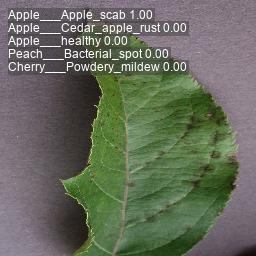 Apple___Apple_scab 1.00
Apple___Cedar_apple_rust 0.00
Apple___healthy 0.00
Peach___Bacterial_spot 0.00
Cherry___Powdery_mildew 0.00